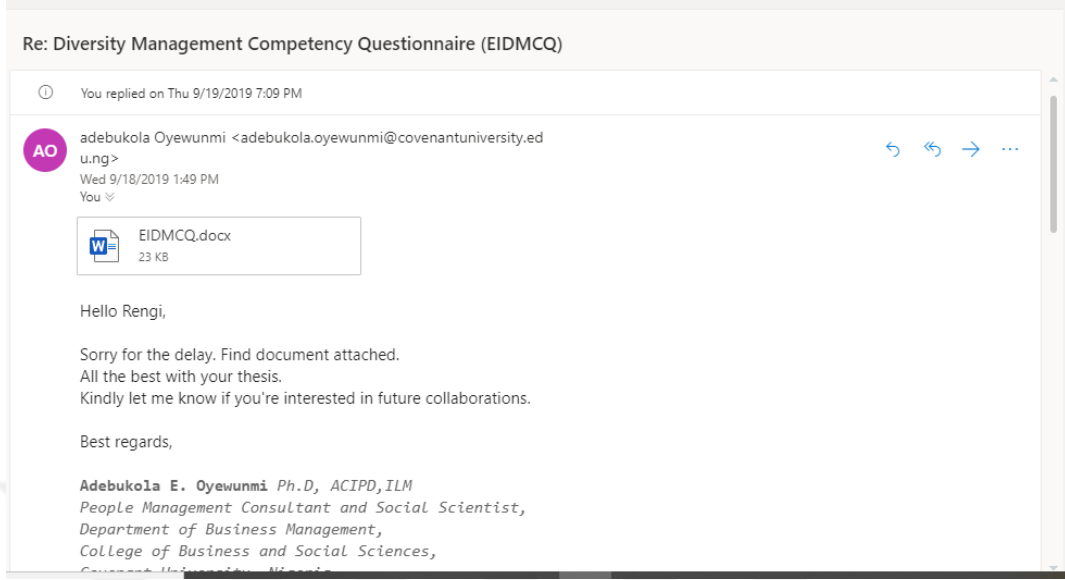 Re: Diversity Management Competency Questionnaire (EIDMCQ)
You replied on Thu 9/19/2019 7:09 PM
AO
adebukola Oyewunmi <adebukola.oyewunmi@covenantuniversity.ed
u.ng>
Wed 9/18/2019 1:49 PM
You
W
EIDMCQ.docx
23 KB
Hello Rengi,
Sorry for the delay. Find document attached.
All the best with your thesis.
Kindly let me know if you're interested in future collaborations.
Best regards,
Adebukola E. Oyewunmi Ph.D, ACIPD,ILM
People Management Consultant and Social Scientist,
Department of Business Management,
College of Business and Social Sciences,